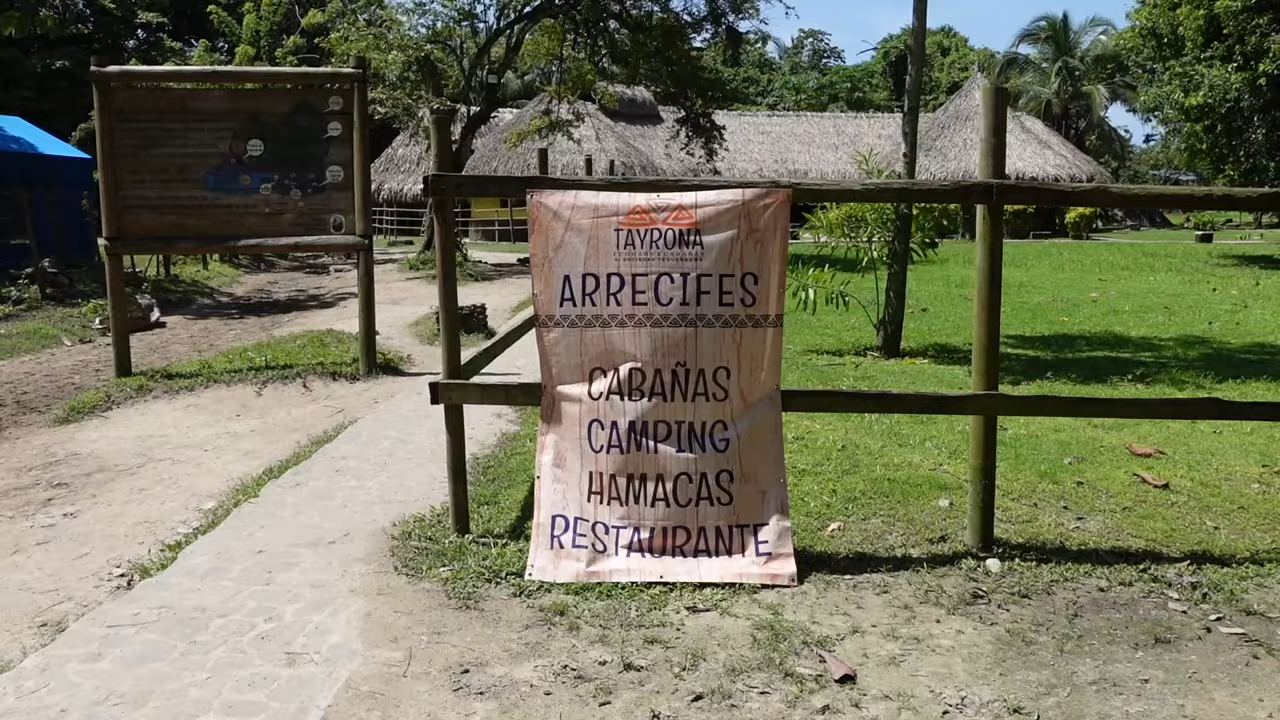 TAYRONA
ARRECIFES
CABAÑAS
CAMPING
HAMACAS
RESTAURANTE